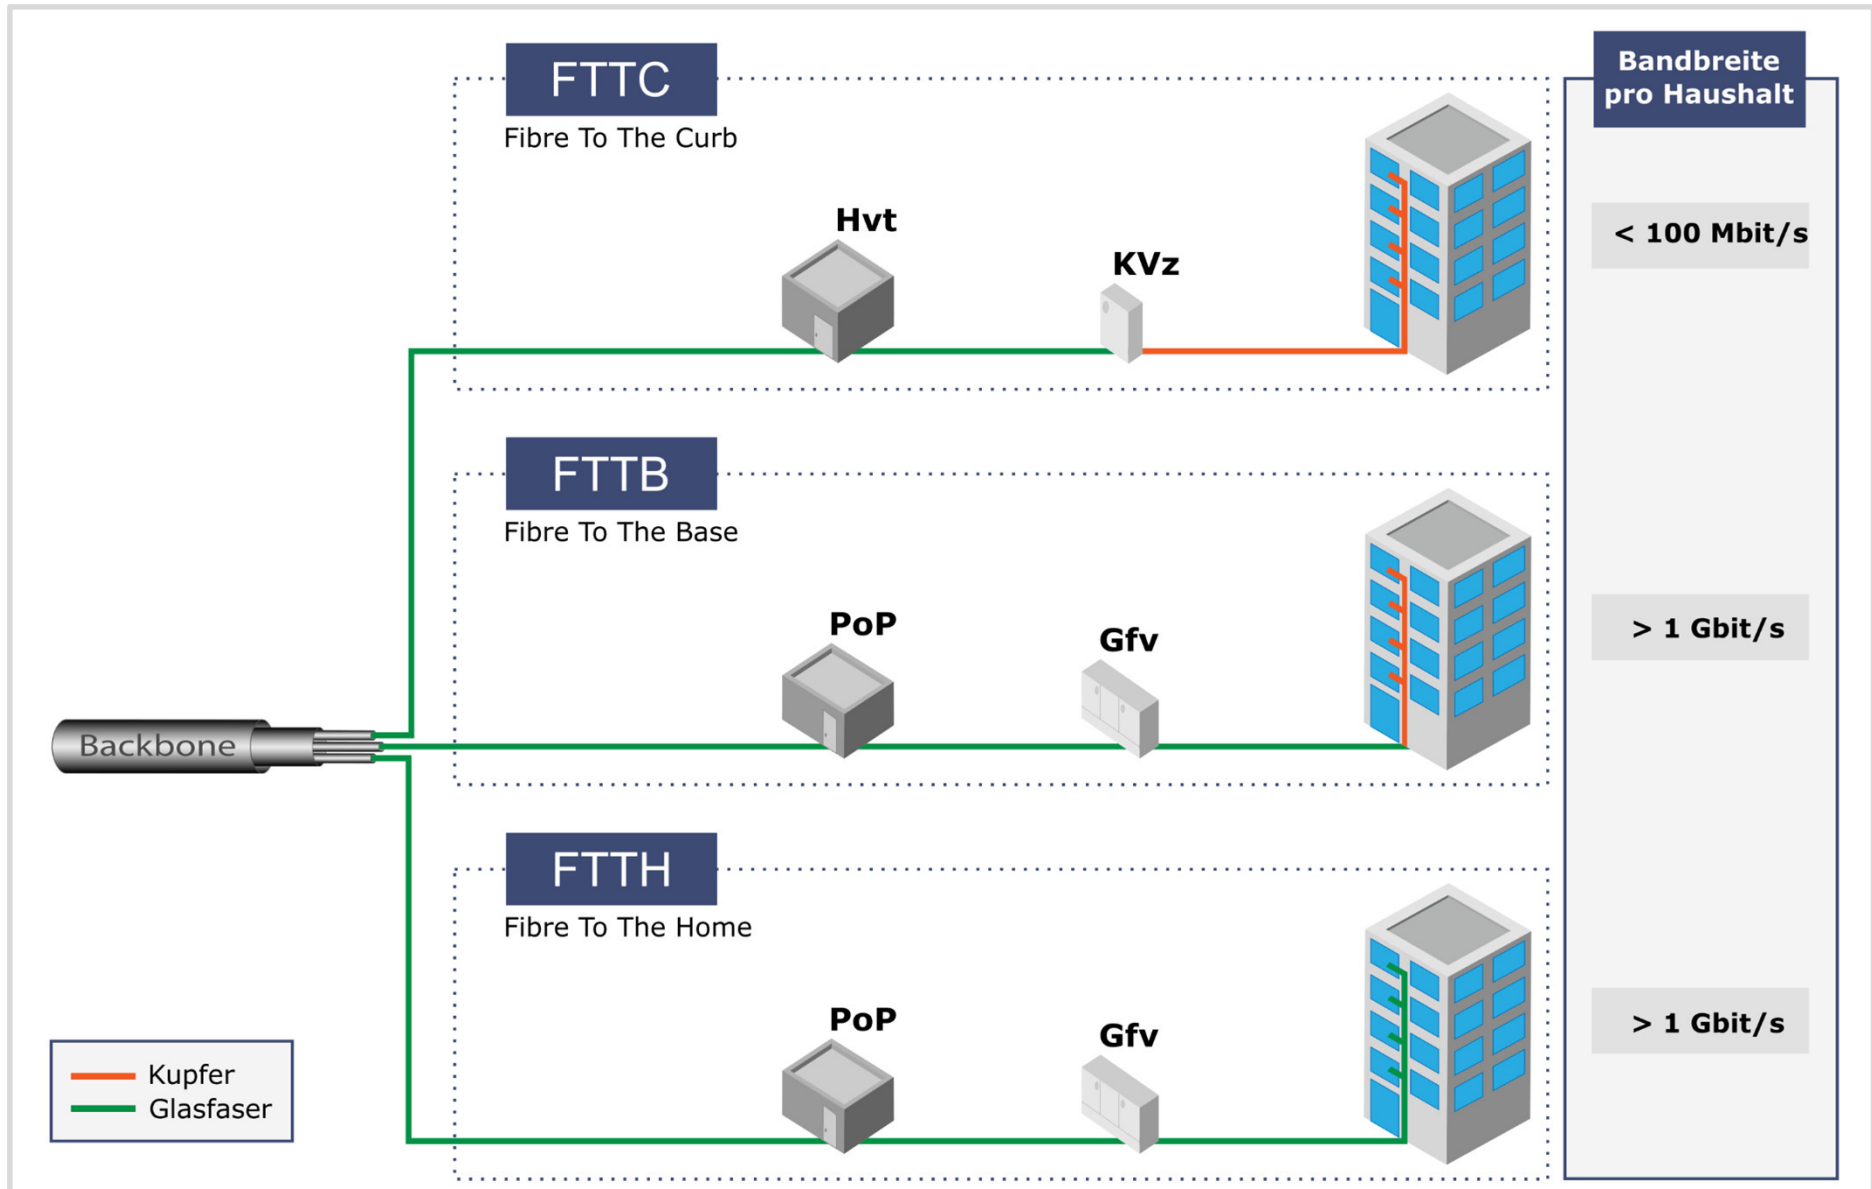 FTTC
Fibre To The Curb
Hvt
KVz
Bandbreite
pro Haushalt
< 100 Mbit/s
FTTB
Fibre To The Base
PoP
Gfv
> 1 Gbit/s
Backbone
FTTH
Fibre To The Home
PoP
Gfv
> 1 Gbit/s
Kupfer
Glasfaser